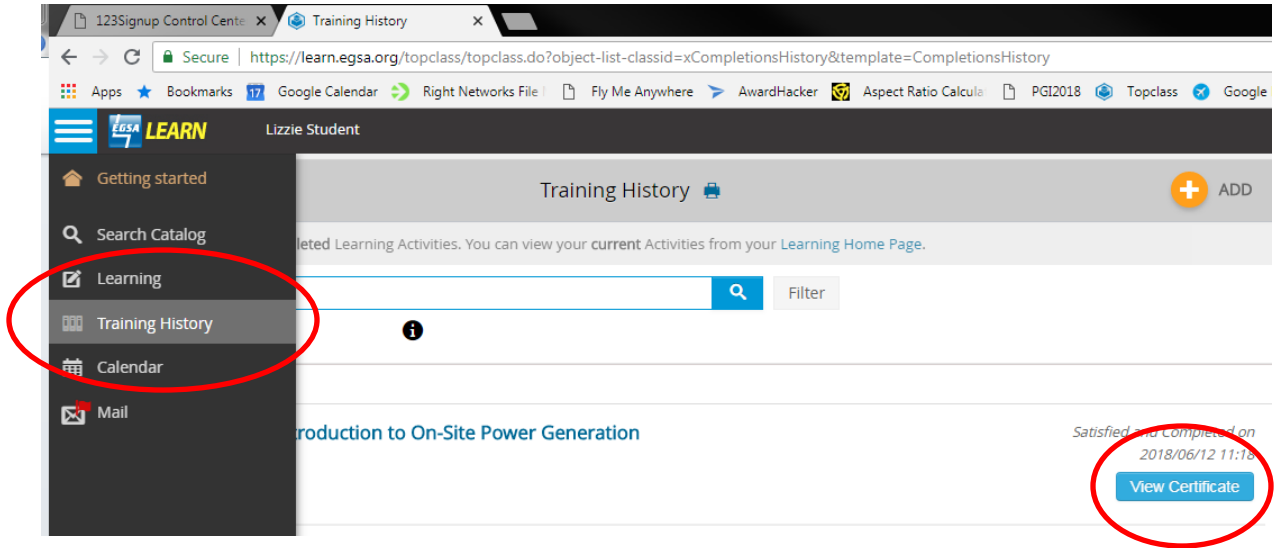 123Signup Control Cente
Training History
Secure | https://learn.egsa.org/topclass/topclass.do?object-list-classid=xCompletionsHistory&template=CompletionsHistory
Apps Bookmarks 17 Google Calendar Right Networks File Fly Me Anywhere AwardHacker Aspect Ratio Calcula PGI2018 Topclass Google
EGSA LEARN Lizzie Student
Getting started
Training History
ADD
Search Catalog
leted Learning Activities. You can view your current Activities from your Learning Home Page.
Learning
Filter
Training History
Calendar
Mail
troduction to On-Site Power Generation
Satisfied and Completed on
2018/06/12 11:18
View Certificate